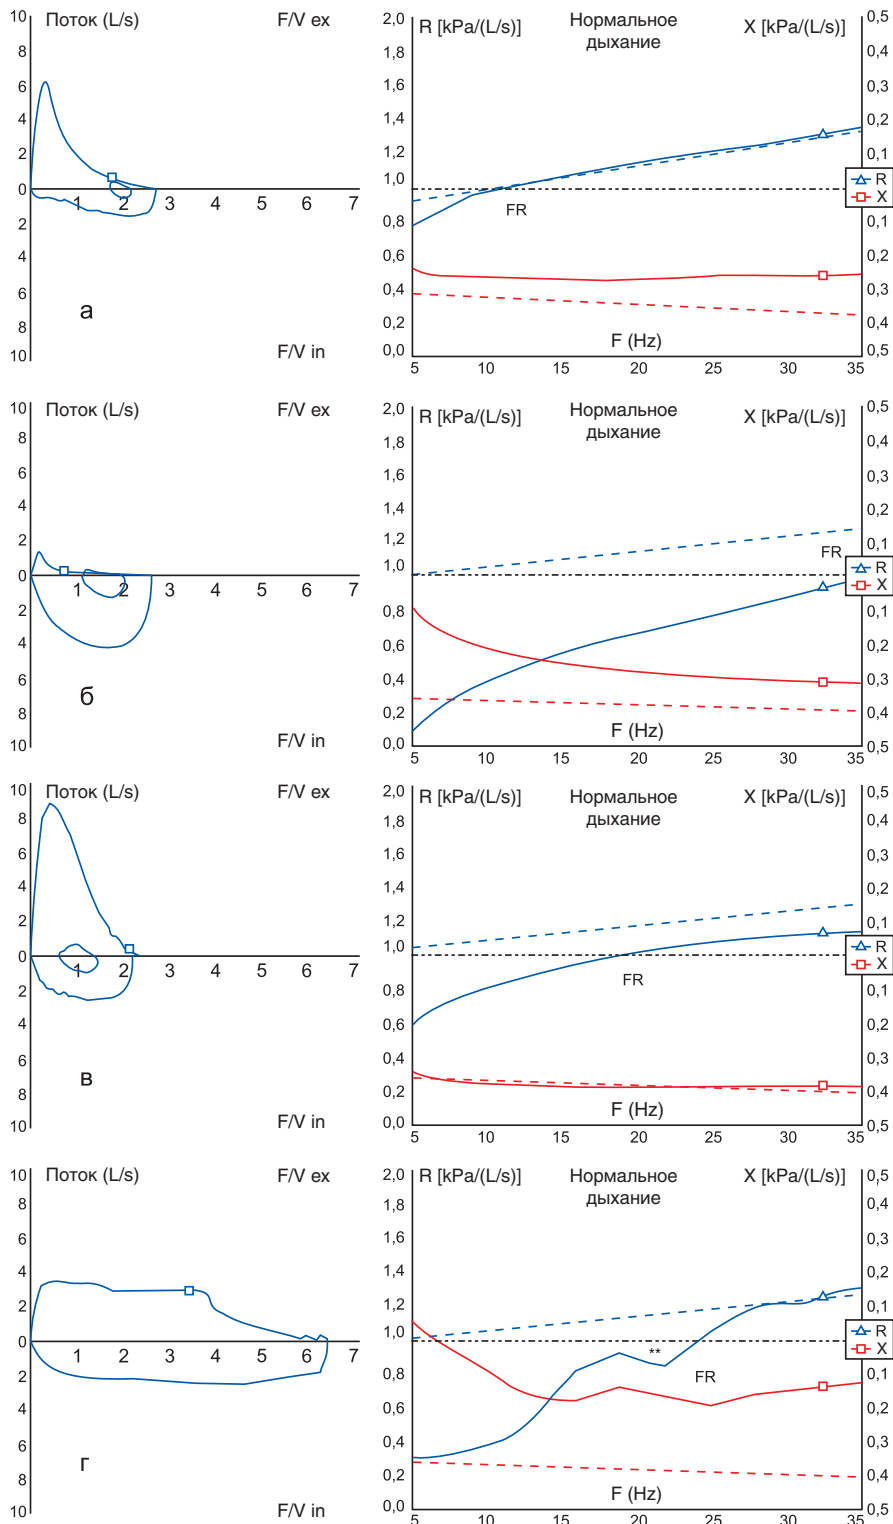 Поток (L/s)
F/V ex
10
8
6
4
2
0
1 2 3 4 5 6 7
2
4
6
8
10
а
F/V in
R [kPa/(L/s)]
Нормальное
дыхание
X [kPa/(L/s)]
2,0
1,8
1,6
1,4
1,2
1,0
0,8
0,6
0,4
0,2
0,0
0,5
0,4
0,3
0,2
0,1
R
X
0,1
0,2
0,3
0,4
0,5
FR
F (Hz)
5 10 15 20 25 30 35
Поток (L/s)
F/V ex
10
8
6
4
2
0
1 2 3 4 5 6 7
2
4
6
8
10
б
F/V in
R [kPa/(L/s)]
Нормальное
дыхание
X [kPa/(L/s)]
2,0
1,8
1,6
1,4
1,2
1,0
0,8
0,6
0,4
0,2
0,0
0,5
0,4
0,3
0,2
0,1
FR
R
X
0,1
0,2
0,3
0,4
0,5
F (Hz)
5 10 15 20 25 30 35
Поток (L/s)
F/V ex
10
8
6
4
2
0
1 2 3 4 5 6 7
2
4
6
8
10
в
F/V in
R [kPa/(L/s)]
Нормальное
дыхание
X [kPa/(L/s)]
2,0
1,8
1,6
1,4
1,2
1,0
0,8
0,6
0,4
0,2
0,0
0,5
0,4
0,3
0,2
0,1
R
X
0,1
0,2
0,3
0,4
0,5
FR
F (Hz)
5 10 15 20 25 30 35
Поток (L/s)
F/V ex
10
8
6
4
2
0
1 2 3 4 5 6 7
2
4
6
8
10
г
F/V in
R [kPa/(L/s)]
Нормальное
дыхание
X [kPa/(L/s)]
2,0
1,8
1,6
1,4
1,2
1,0
0,8
0,6
0,4
0,2
0,0
0,5
0,4
0,3
0,2
0,1
R
X
0,1
0,2
0,3
0,4
0,5
**
FR
F (Hz)
5 10 15 20 25 30 35